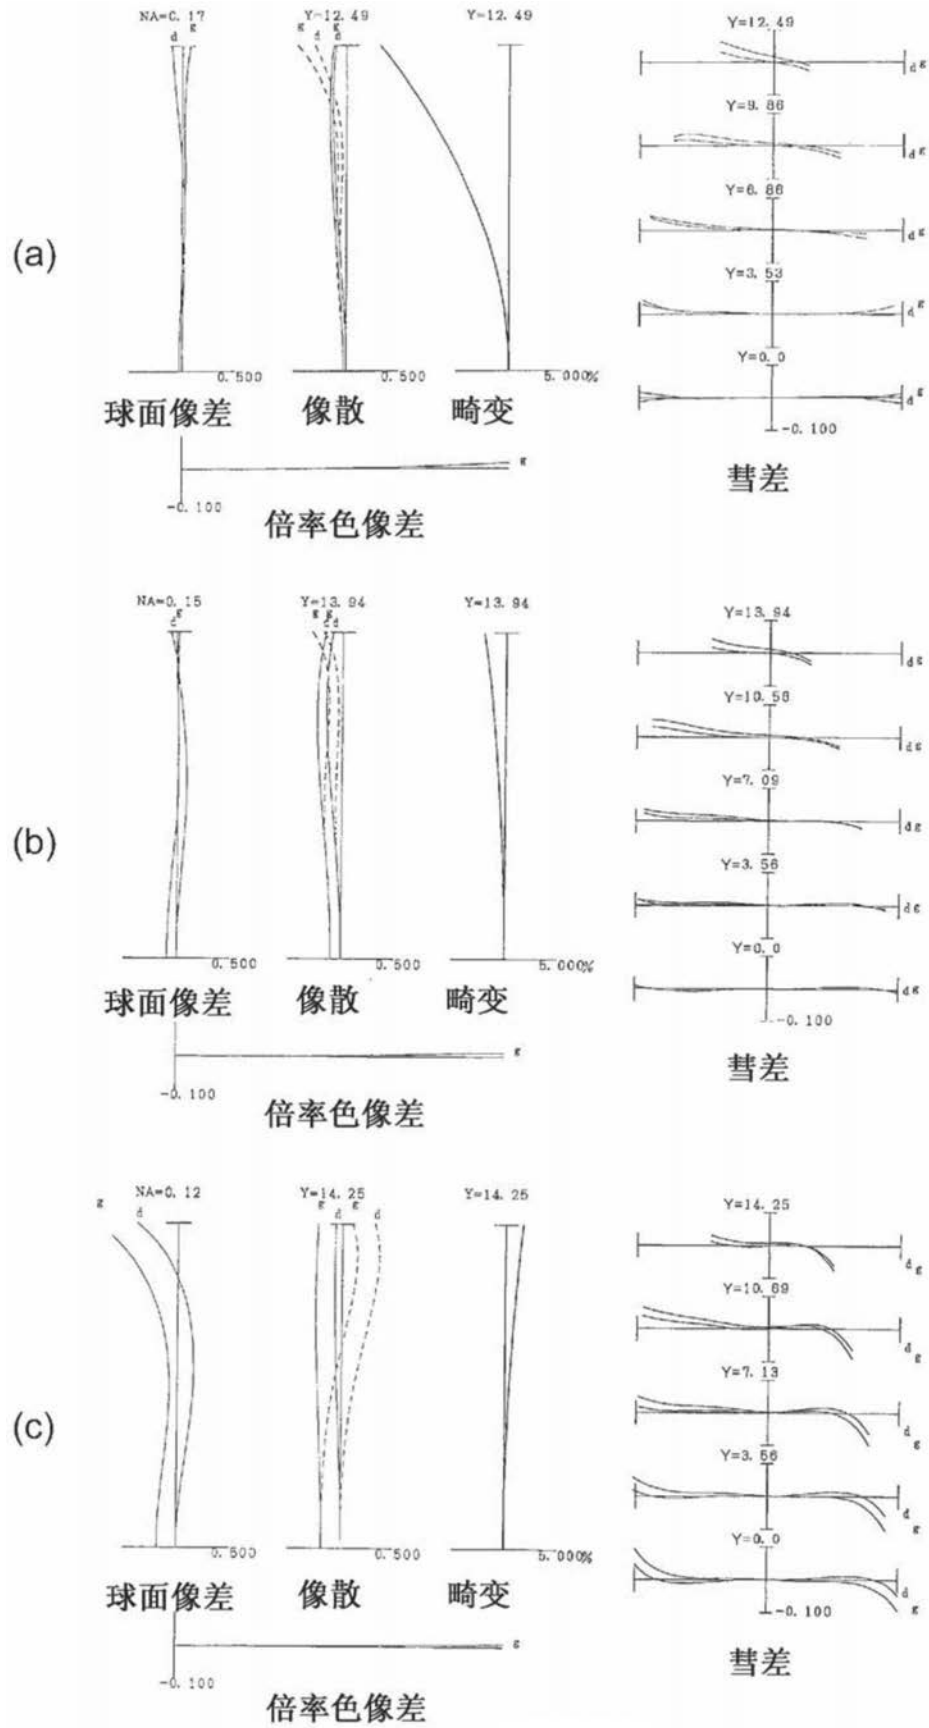 (a)
NA=0.17
d g
Y=12.49
g d g d
Y=12.49
0.500
0.500
5.000%
球面像差
像散
畸变
g
-0.100
倍率色像差
Y=12.49
d g
Y=9.86
d g
Y=6.86
d g
Y=3.53
d g
Y=0.0
d g
-0.100
彗差
(b)
NA=0.15
g
d
Y=13.94
g g
d d
Y=13.94
0.500
0.500
5.000%
球面像差
像散
畸变
g
-0.100
倍率色像差
Y=13.94
d g
Y=10.56
d g
Y=7.09
d g
Y=3.56
d g
Y=0.0
d g
-0.100
彗差
(c)
NA=0.12
g d
Y=14.25
g d g d
Y=14.25
0.500
0.500
5.000%
球面像差
像散
畸变
g
-0.100
倍率色像差
Y=14.25
d g
Y=10.69
d g
Y=7.13
d g
Y=3.56
d g
Y=0.0
d g
-0.100
彗差